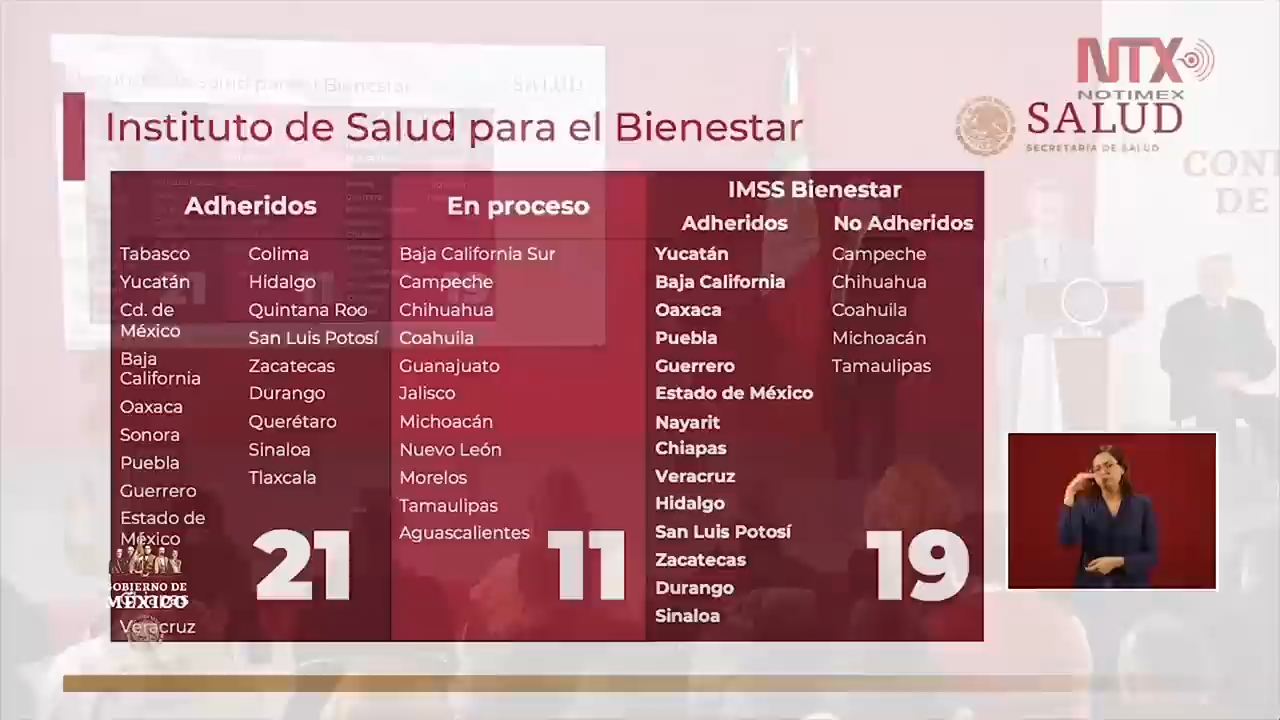 NTX
NOTIMEX
Instituto de Salud para el Bienestar
SALUD
SECRETARÍA DE SALUD
CON
DE
Adheridos
Tabasco
Yucatán
Cd. de
México
Baja
California
Oaxaca
Sonora
Puebla
Guerrero
Estado de
México
Veracruz
Colima
Hidalgo
Quintana Roo
San Luis Potosí
Zacatecas
Durango
Querétaro
Sinaloa
Tlaxcala
21
En proceso
Baja California Sur
Campeche
Chihuahua
Coahuila
Guanajuato
Jalisco
Michoacán
Nuevo León
Morelos
Tamaulipas
Aguascalientes
11
IMSS Bienestar
Adheridos
Yucatán
Baja California
Oaxaca
Puebla
Guerrero
Estado de México
Nayarit
Chiapas
Veracruz
Hidalgo
San Luis Potosí
Zacatecas
Durango
Sinaloa
No Adheridos
Campeche
Chihuahua
Coahuila
Michoacán
Tamaulipas
19
GOBIERNO DE
MÉXICO